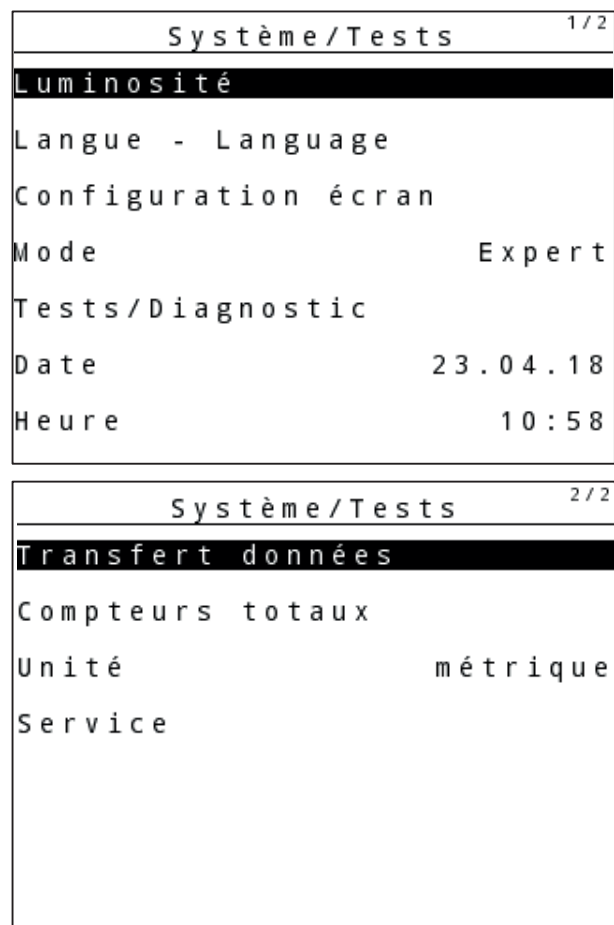 Système/Tests 1/2
Luminosité
Langue - Language
Configuration écran
Mode Expert
Tests/Diagnostic
Date 23.04.18
Heure 10:58
Système/Tests 2/2
Transfert données
Compteurs totaux
Unité métrique
Service